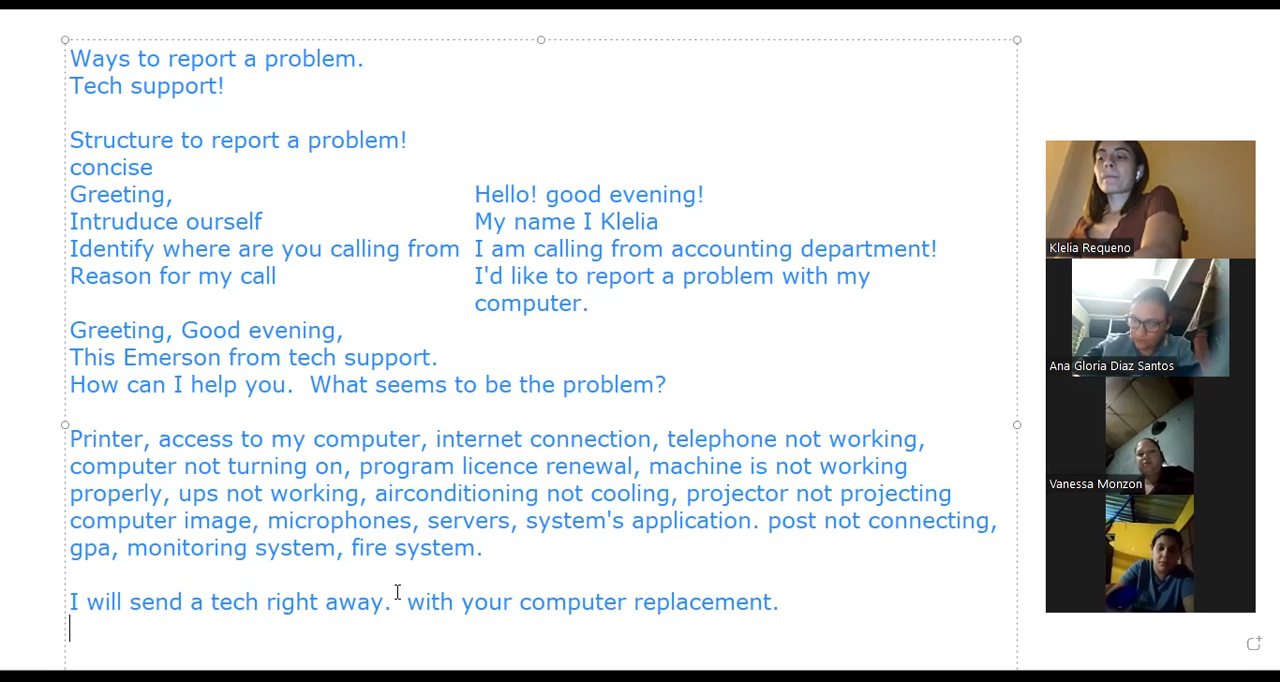 Ways to report a problem.
Tech support!
Structure to report a problem!
concise
Greeting, Hello! good evening!
Intruduce ourself My name I Klelia
Identify where are you calling from I am calling from accounting department!
Reason for my call I'd like to report a problem with my
computer.
Greeting, Good evening,
This Emerson from tech support.
How can I help you. What seems to be the problem?
Printer, access to my computer, internet connection, telephone not working,
computer not turning on, program licence renewal, machine is not working
properly, ups not working, airconditioning not cooling, projector not projecting
computer image, microphones, servers, system's application. post not connecting,
gpa, monitoring system, fire system.
I will send a tech right away. with your computer replacement.
Klelia Requeno
Ana Gloria Diaz Santos
Vanessa Monzon